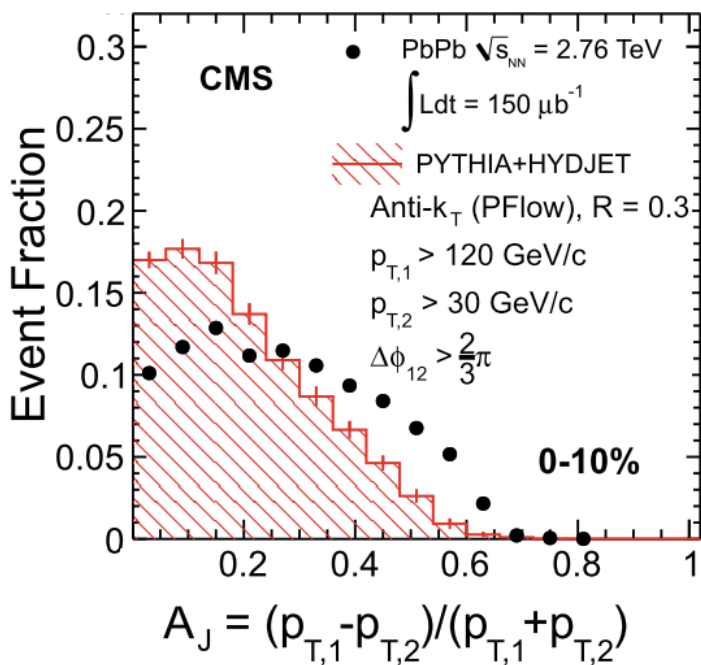 0.3
CMS
PbPb √s_NN = 2.76 TeV
∫ Ldt = 150 μb⁻¹
0.25
PYTHIA+HYDJET
0.2
Anti-k_T (PFlow), R = 0.3
p_T,1 > 120 GeV/c
0.15
p_T,2 > 30 GeV/c
Δϕ_12 > 2/3 π
0.1
0.05
0-10%
0
Event Fraction
0.2 0.4 0.6 0.8 1
A_J = (p_T,1-p_T,2)/(p_T,1+p_T,2)